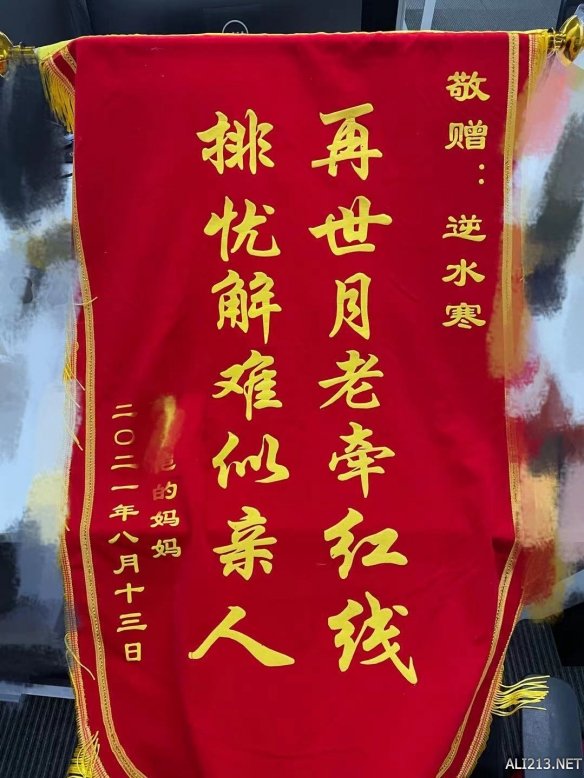 敬赠：逆水寒
再世月老牵红线
排忧解难似亲人
的妈妈
二〇二一年八月十三日
ALI213.NET